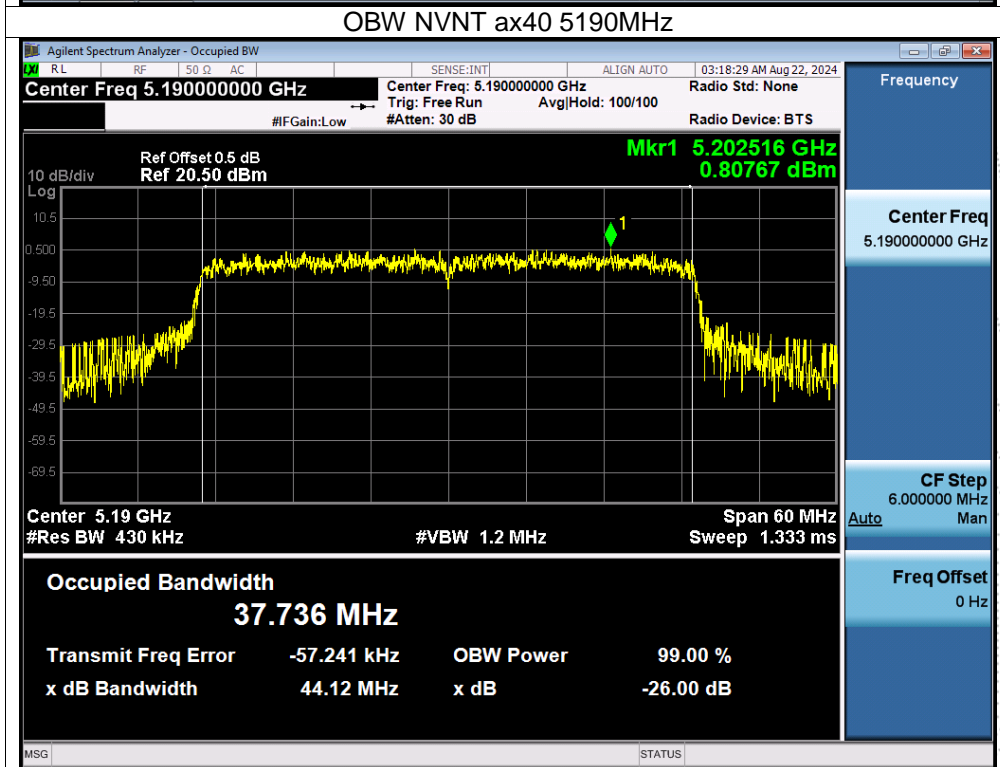 OBW NVNT ax40 5190MHz
Agilent Spectrum Analyzer - Occupied BW
LXI RL RF 50 Ω AC SENSE:INT ALIGN AUTO 03:18:29 AM Aug 22, 2024
Center Freq 5.190000000 GHz
Center Freq: 5.190000000 GHz
Radio Std: None
Trig: Free Run Avg|Hold: 100/100
#IFGain:Low
#Atten: 30 dB
Radio Device: BTS
Mkr1 5.202516 GHz
0.80767 dBm
Ref Offset 0.5 dB
10 dB/div Ref 20.50 dBm
Log
10.5
0.500
-9.50
-19.5
-29.5
-39.5
-49.5
-59.5
-69.5
1
Center 5.19 GHz Span 60 MHz
#Res BW 430 kHz #VBW 1.2 MHz Sweep 1.333 ms
Occupied Bandwidth
37.736 MHz
Transmit Freq Error -57.241 kHz OBW Power 99.00 %
x dB Bandwidth 44.12 MHz x dB -26.00 dB
MSG STATUS
Frequency
Center Freq
5.190000000 GHz
CF Step
6.000000 MHz
Auto Man
Freq Offset
0 Hz